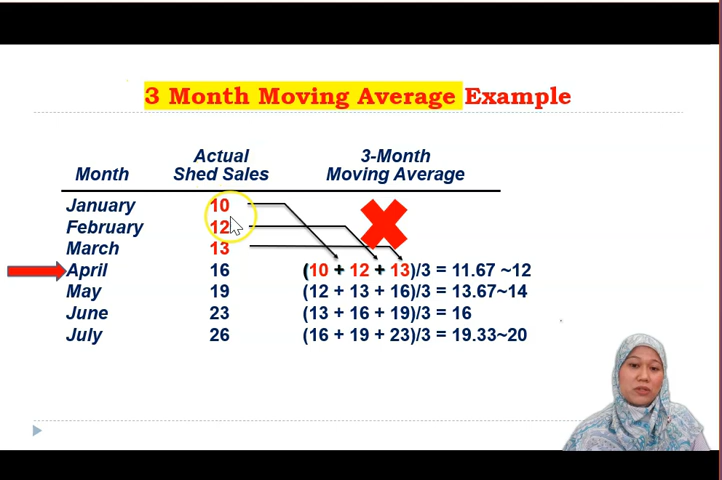 3 Month Moving Average Example
Actual 3-Month
Month Shed Sales Moving Average
January 10
February 12
March 13
April 16 (10 + 12 + 13)/3 = 11.67 ~12
May 19 (12 + 13 + 16)/3 = 13.67~14
June 23 (13 + 16 + 19)/3 = 16
July 26 (16 + 19 + 23)/3 = 19.33~20